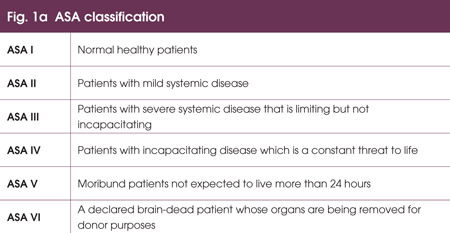 Fig. 1a ASA classification
ASA I Normal healthy patients
ASA II Patients with mild systemic disease
ASA III Patients with severe systemic disease that is limiting but not
incapacitating
ASA IV Patients with incapacitating disease which is a constant threat to life
ASA V Moribund patients not expected to live more than 24 hours
ASA VI A declared brain-dead patient whose organs are being removed for
donor purposes